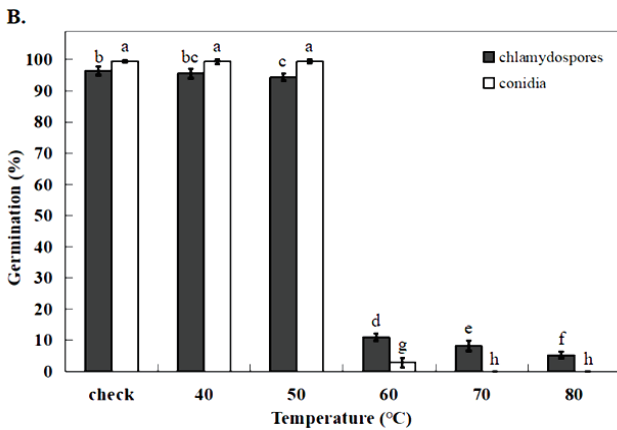 B.
100
90
80
70
60
50
40
30
20
10
0
Germination (%)
b a bc a c a d g e h f h
chlamydospores
conidia
check 40 50 60 70 80
Temperature (°C)